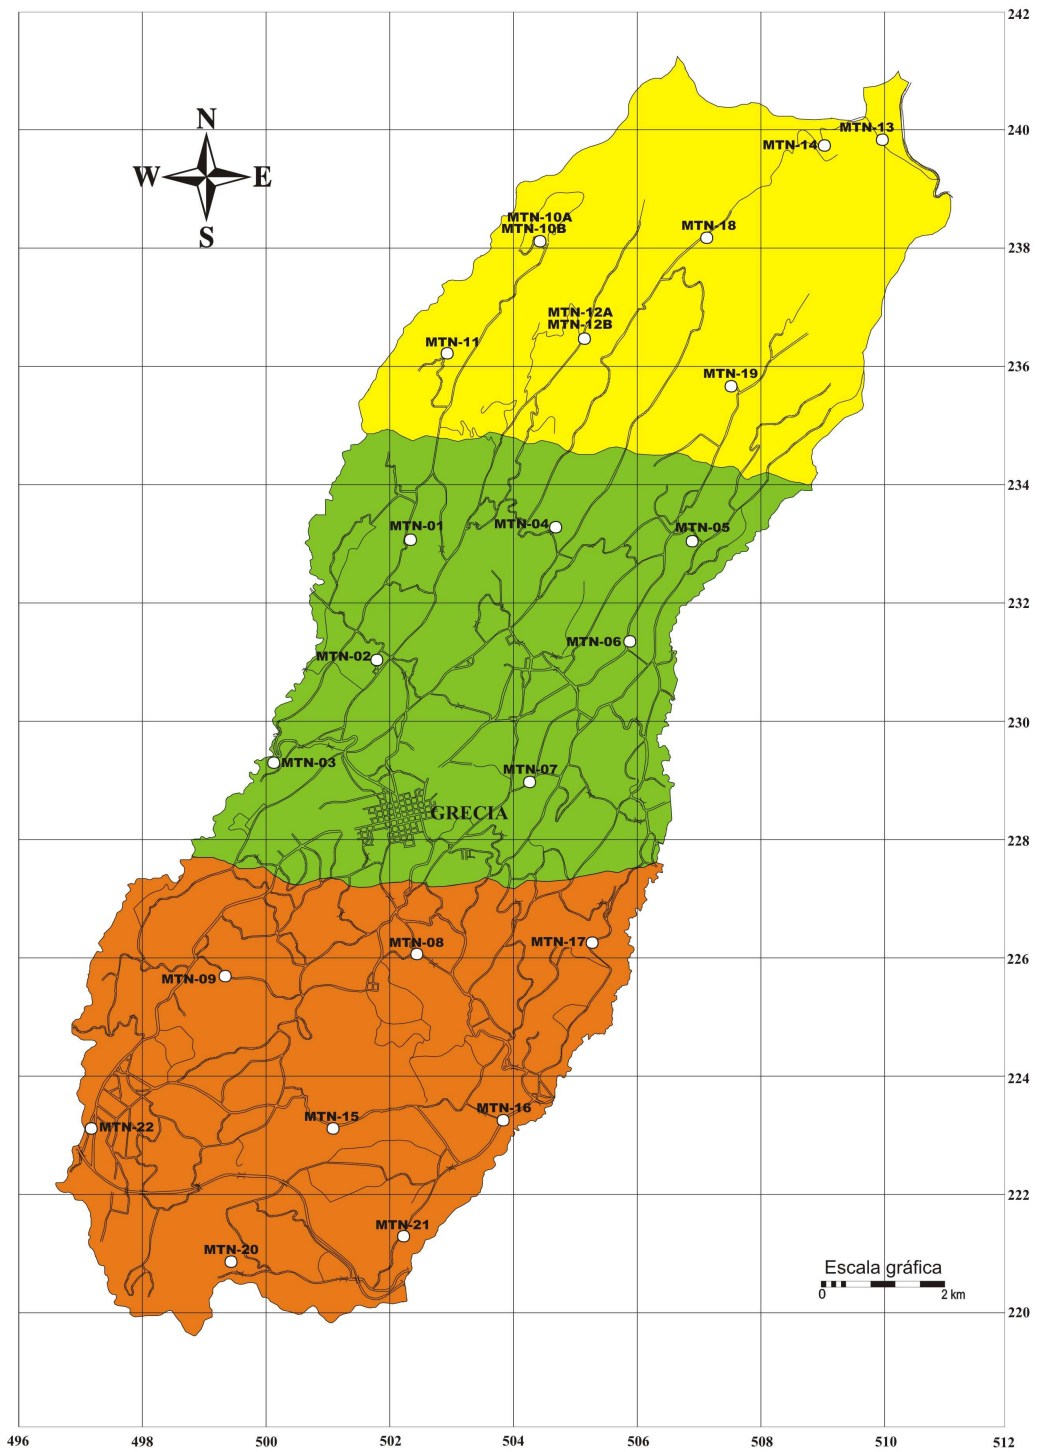 242
N
W E
S
240
MTN-13
MTN-14
MTN-10A
MTN-10B
MTN-18
238
MTN-12A
MTN-12B
MTN-11
236
MTN-19
234
MTN-01
MTN-04
MTN-05
232
MTN-06
MTN-02
230
MTN-03
MTN-07
GRECIA
228
MTN-08
MTN-17
226
MTN-09
224
MTN-16
MTN-15
MTN-22
222
MTN-21
MTN-20
Escala gráfica
0 2 km
220
496 498 500 502 504 506 508 510 512